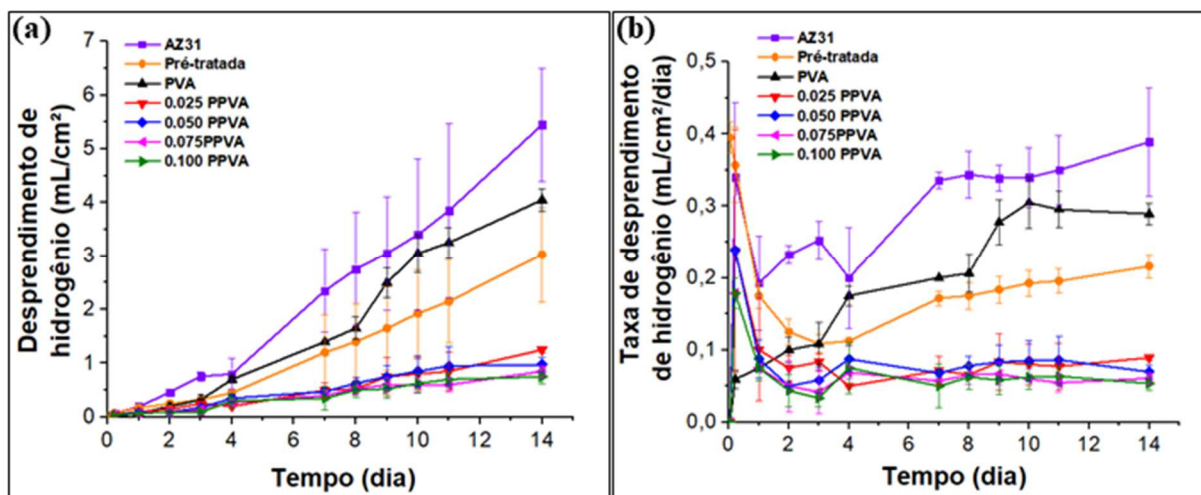 (a)
Desprendimento de
hidrogênio (mL/cm²)
7
6
5
4
3
2
1
0
AZ31
Pré-tratada
PVA
0.025 PPVA
0.050 PPVA
0.075PPVA
0.100 PPVA
0 2 4 6 8 10 12 14
Tempo (dia)
(b)
Taxa de desprendimento
de hidrogênio (mL/cm²/dia)
0,5
0,4
0,3
0,2
0,1
0,0
AZ31
Pré-tratada
PVA
0.025 PPVA
0.050 PPVA
0.075PPVA
0.100 PPVA
0 2 4 6 8 10 12 14
Tempo (dia)